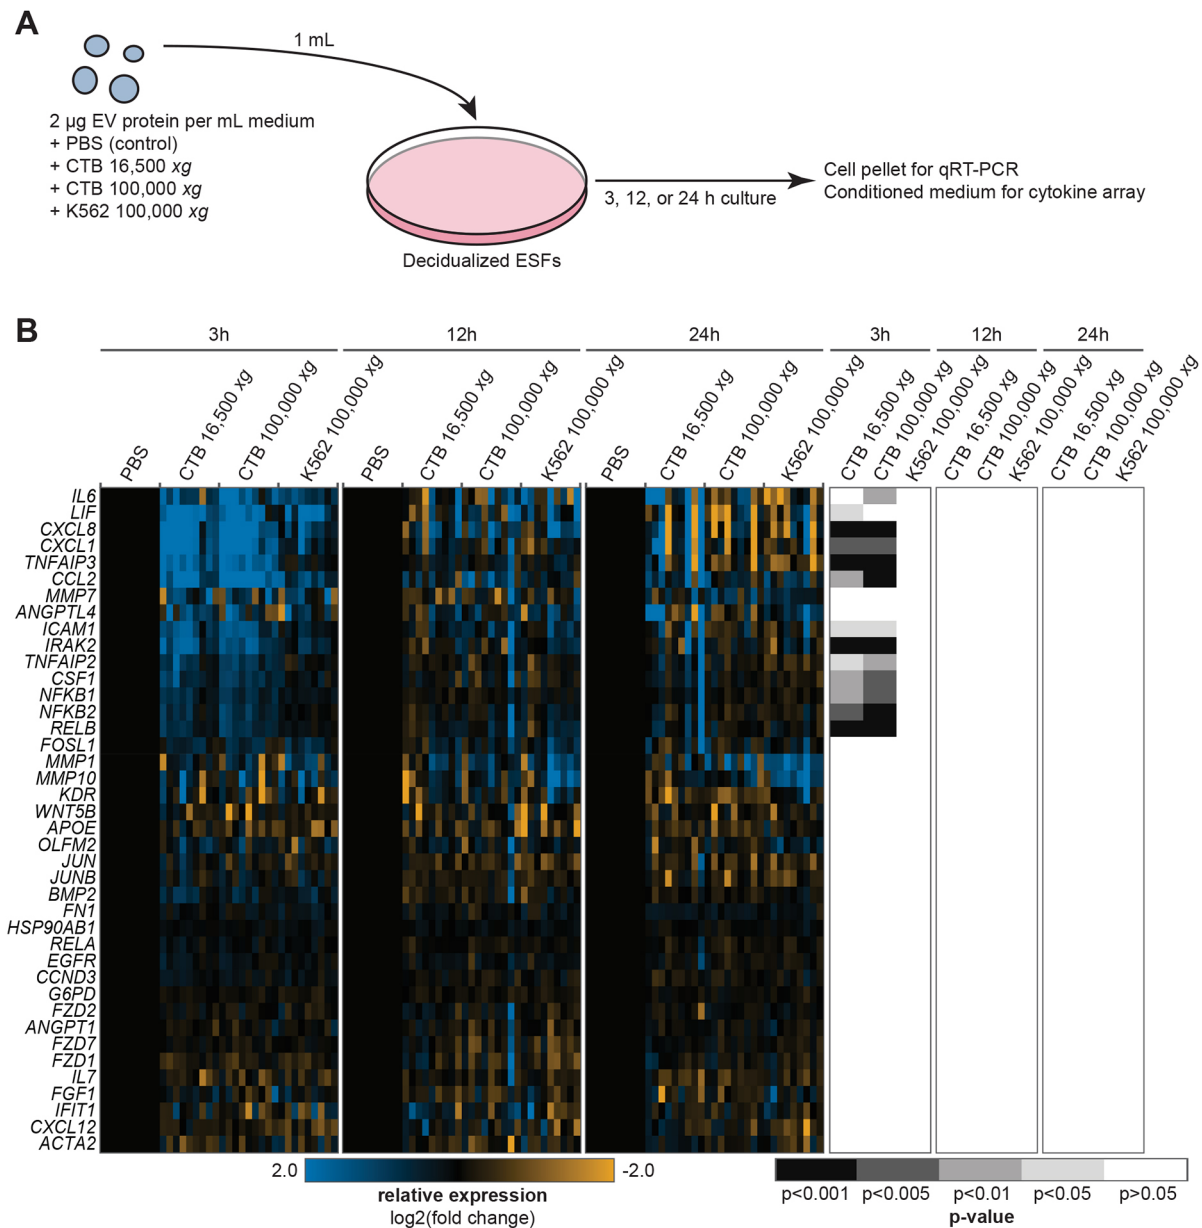 A
1 mL
2 µg EV protein per mL medium
+ PBS (control)
+ CTB 16,500 xg
+ CTB 100,000 xg
+ K562 100,000 xg
Decidualized ESFs
3, 12, or 24 h culture
Cell pellet for qRT-PCR
Conditioned medium for cytokine array
B
3h
12h
24h
3h
12h
24h
PBS
CTB 16,500 xg
CTB 100,000 xg
K562 100,000 xg
PBS
CTB 16,500 xg
CTB 100,000 xg
K562 100,000 xg
PBS
CTB 16,500 xg
CTB 100,000 xg
K562 100,000 xg
CTB 16,500 xg
CTB 100,000 xg
K562 100,000 xg
CTB 16,500 xg
CTB 100,000 xg
K562 100,000 xg
CTB 16,500 xg
CTB 100,000 xg
K562 100,000 xg
IL6
LIF
CXCL8
CXCL1
TNFAIP3
CCL2
MMP7
ANGPTL4
ICAM1
IRAK2
TNFAIP2
CSF1
NFKB1
NFKB2
RELB
FOSL1
MMP1
MMP10
KDR
WNT5B
APOE
OLFM2
JUN
JUNB
BMP2
FN1
HSP90AB1
RELA
EGFR
CCND3
G6PD
FZD2
ANGPT1
FZD7
FZD1
IL7
FGF1
IFIT1
CXCL12
ACTA2
2.0
-2.0
relative expression
log2(fold change)
p<0.001
p<0.005
p<0.01
p<0.05
p>0.05
p-value